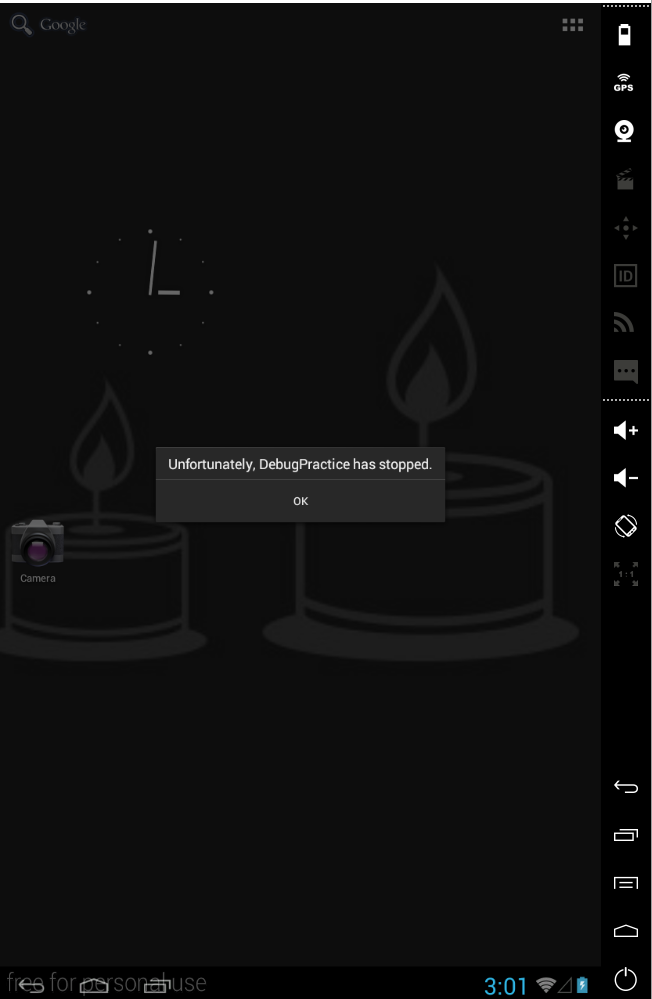 Google
GPS
ID
Unfortunately, DebugPractice has stopped.
OK
Camera
1:1
free for personal use
3:01